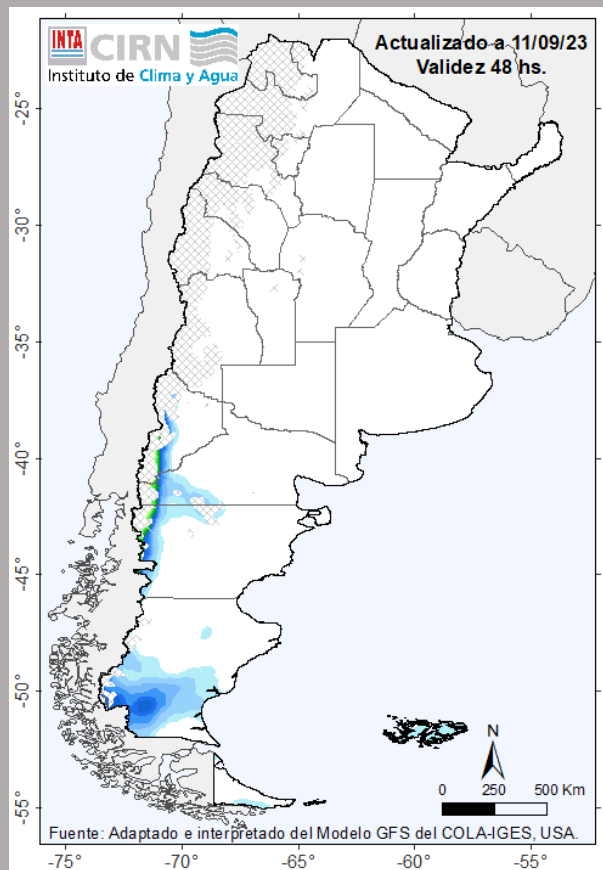 INTA CIRN
Instituto de Clima y Agua
Actualizado a 11/09/23
Validez 48 hs.
-25°
-30°
-35°
-40°
-45°
-50°
-55°
N
0 250 500 Km
Fuente: Adaptado e interpretado del Modelo GFS del COLA-IGES, USA.
-75° -70° -65° -60° -55°